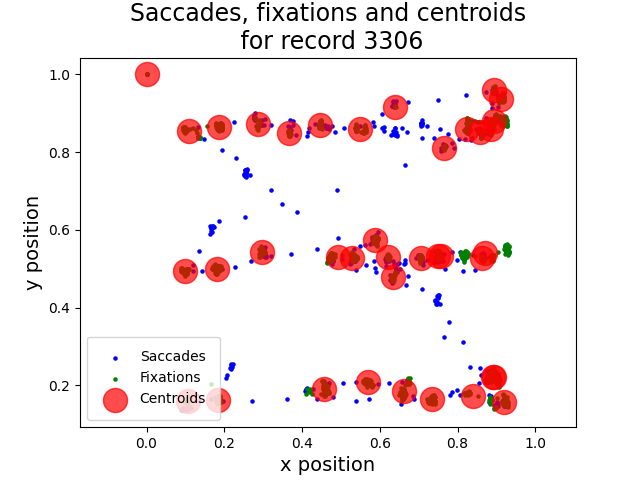 Saccades, fixations and centroids
for record 3306
1.0
0.8
0.6
0.4
0.2
y position
Saccades
Fixations
Centroids
0.0
0.2
0.4
0.6
0.8
1.0
x position